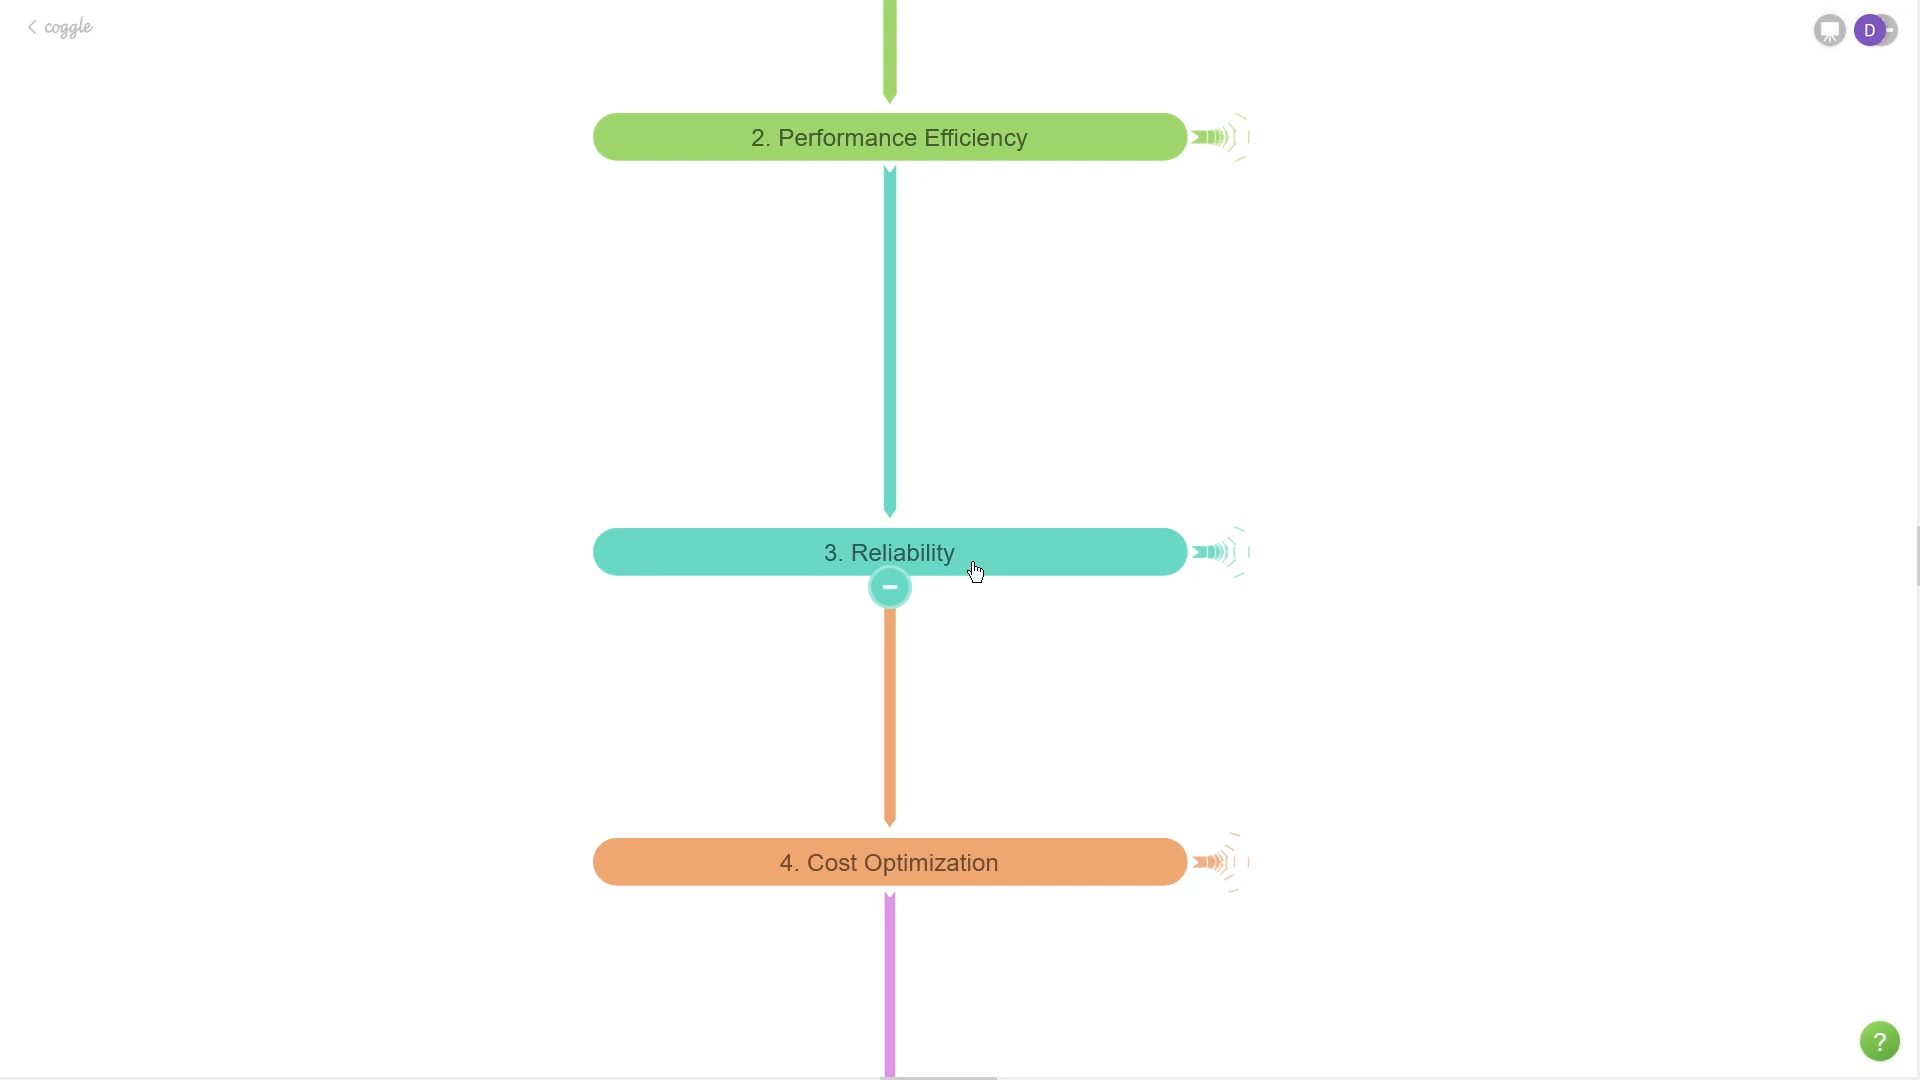 coggle
D
2. Performance Efficiency
3. Reliability
4. Cost Optimization
?